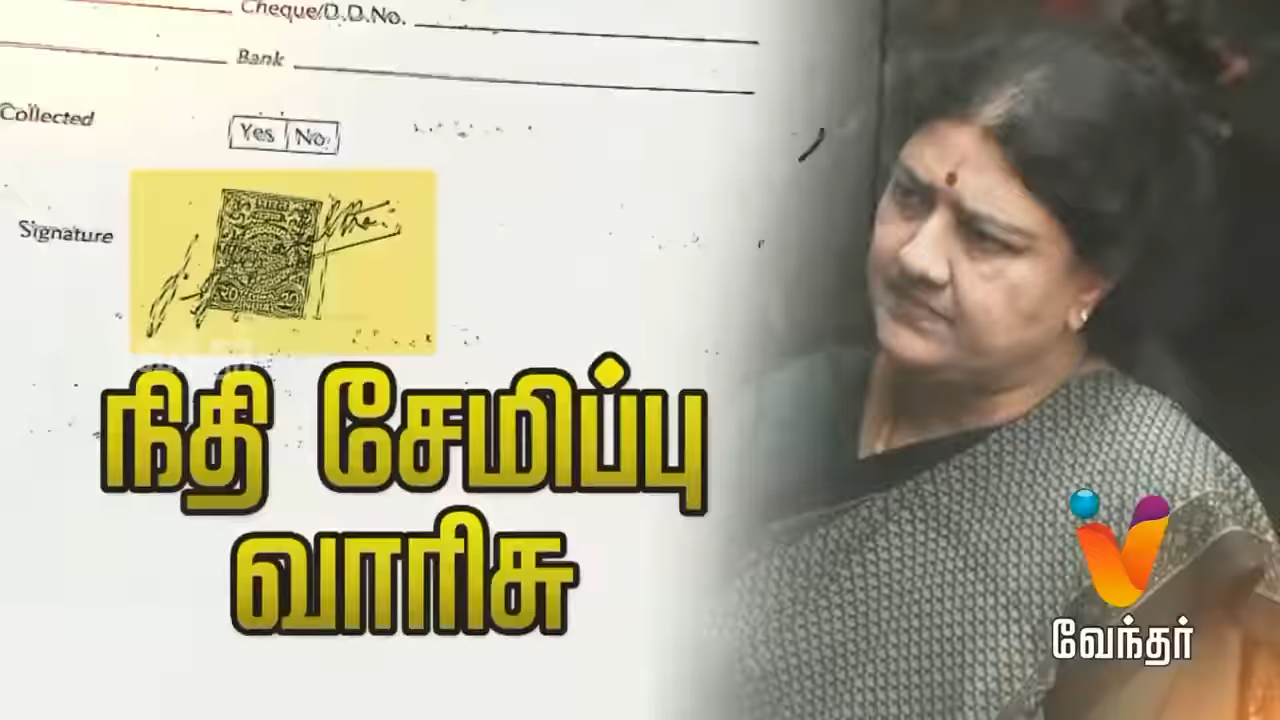 Cheque/D.D.No.
Bank
Collected
Yes No
Signature
நிதி சேமிப்பு
வாரிசு
வேந்தர்